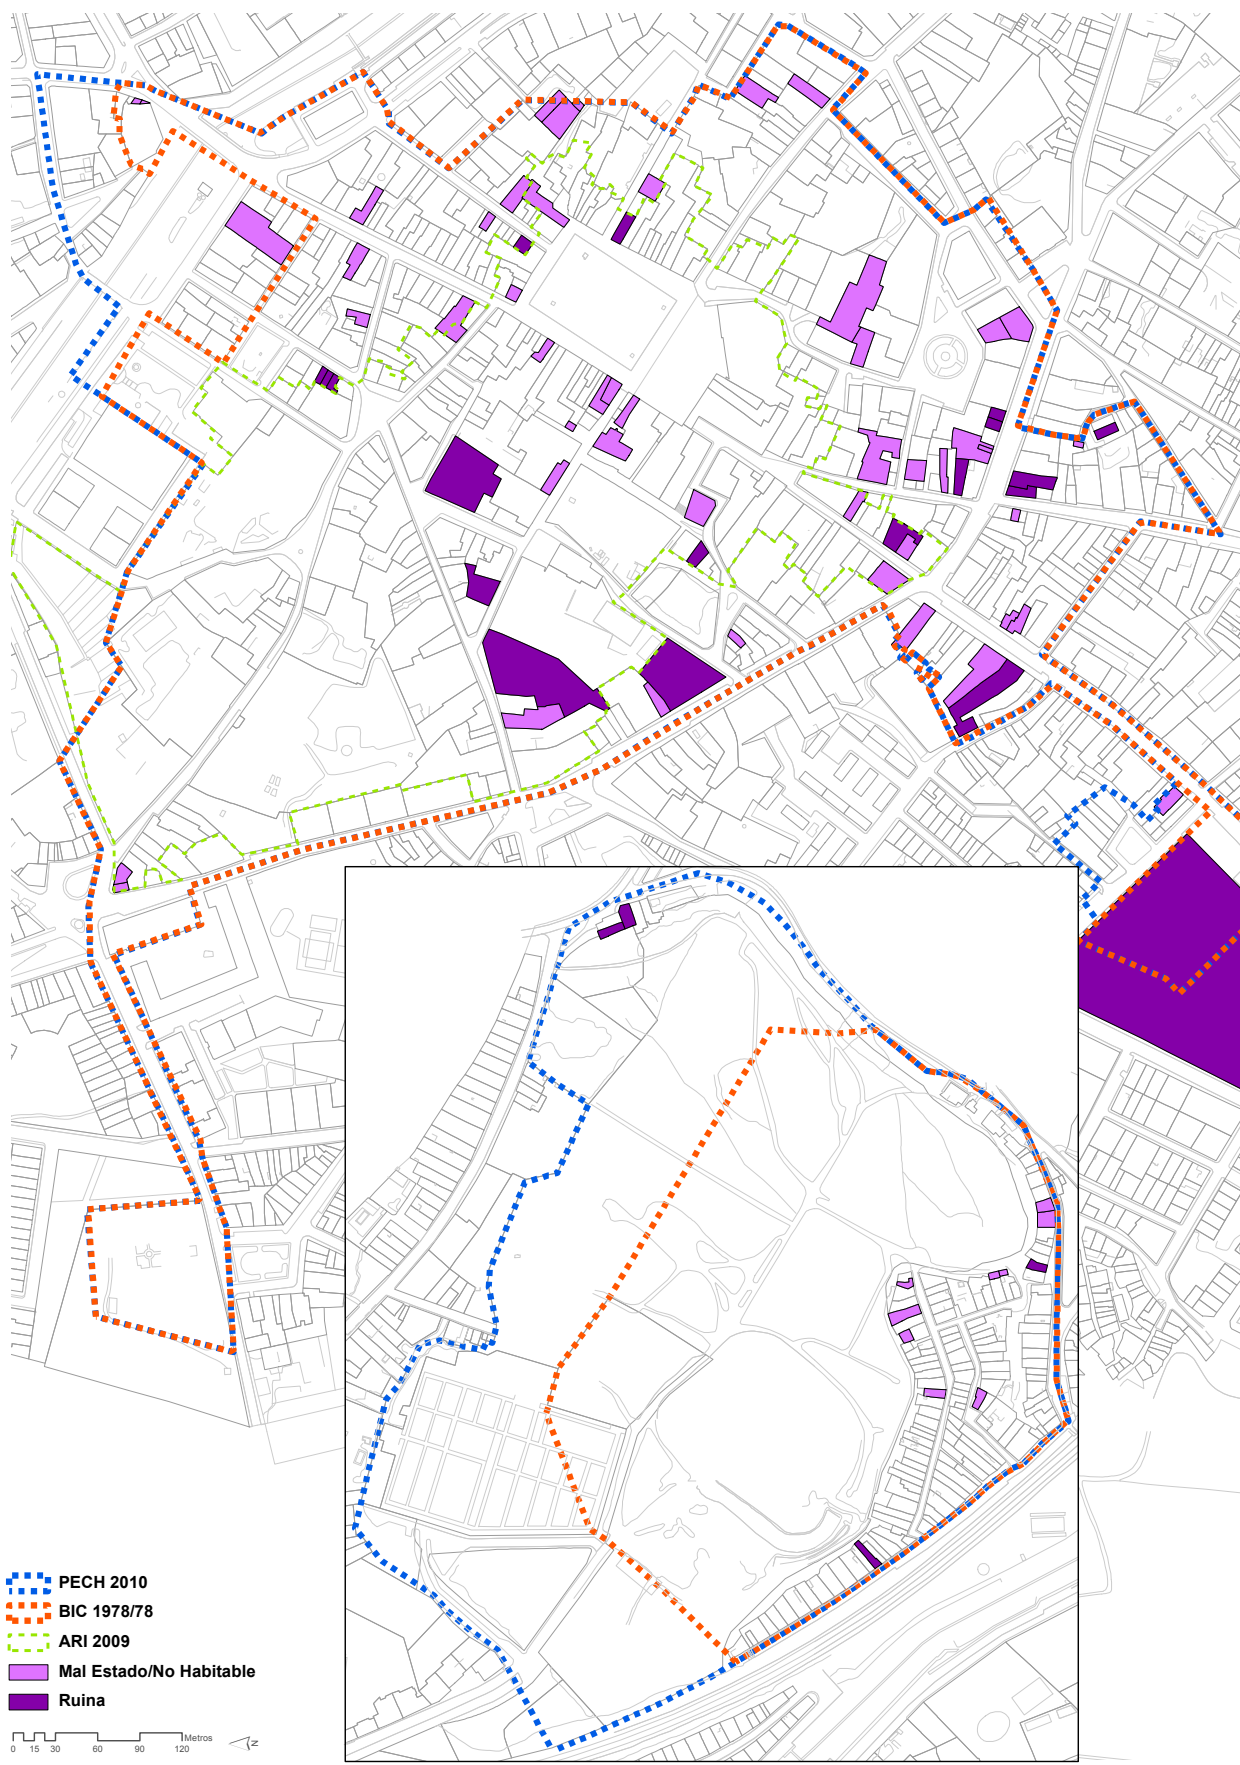 PECH 2010
BIC 1978/78
ARI 2009
Mal Estado/No Habitable
Ruina
Metros
0 15 30 60 90 120
N